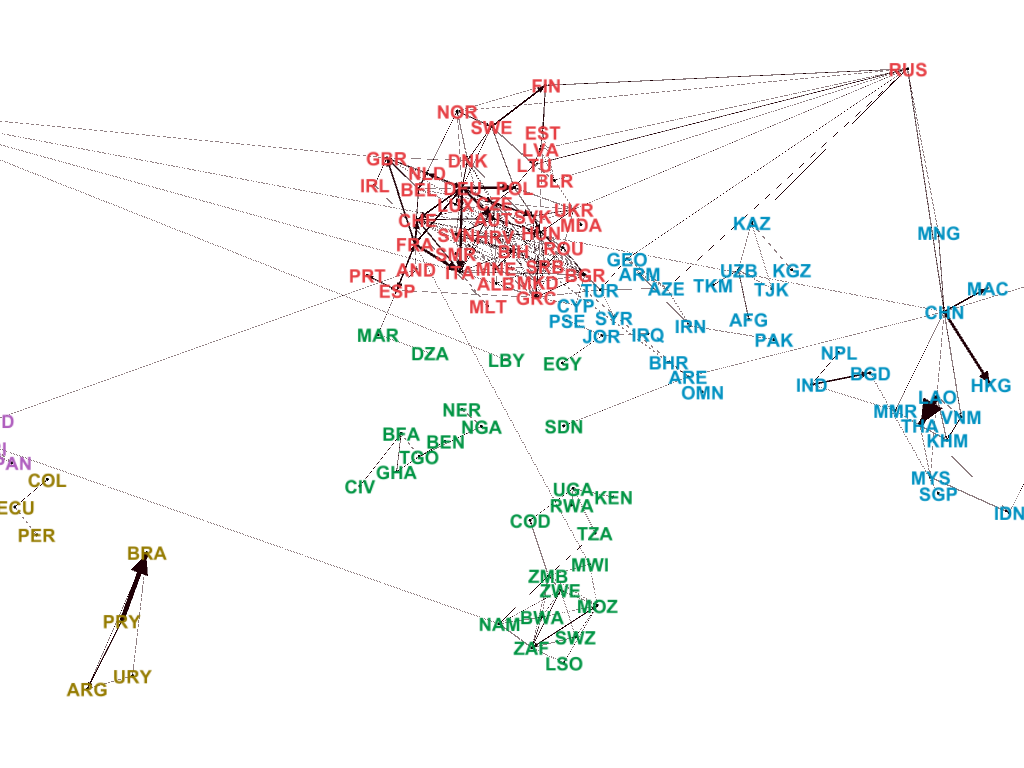 RUS
FIN
NOR
SWE
EST
LVA
GBR
DNK
LTU
NLD
IRL
BEL
DEU
POL
BLR
LUX
CZE
UKR
CHE
AUT
SVK
MDA
KAZ
SVN
HRV
HUN
MNG
FRA
SMR
BIH
ROU
GEO
PRT
AND
ITA
MNE
SRB
BGR
ARM
UZB
KGZ
ESP
ALB
MKD
TUR
AZE
TKM
TJK
MAC
MLT
GRC
CYP
CHN
PSE
SYR
AFG
MAR
JOR
IRQ
IRN
PAK
DZA
LBY
EGY
BHR
NPL
ARE
IND
BGD
HKG
OMN
LAO
NER
MMR
VNM
D
BFA
NGA
SDN
THA
BEN
KHM
PAN
TGO
COL
GHA
MYS
CIV
UGA
KEN
SGP
ECU
RWA
IDN
COD
PER
TZA
BRA
MWI
ZMB
ZWE
PRY
MOZ
NAM
BWA
SWZ
ZAF
LSO
URY
ARG